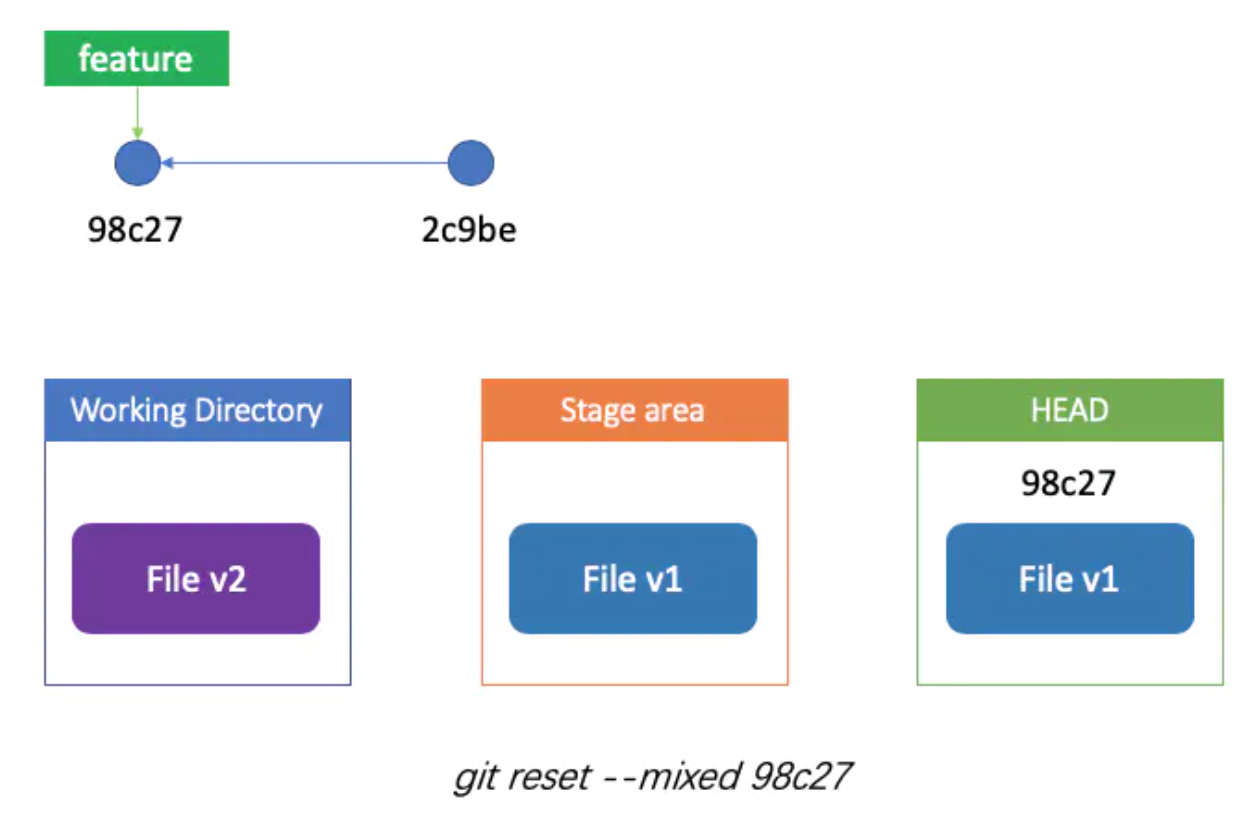 feature
98c27
2c9be
Working Directory
Stage area
HEAD
98c27
File v2
File v1
File v1
git reset --mixed 98c27